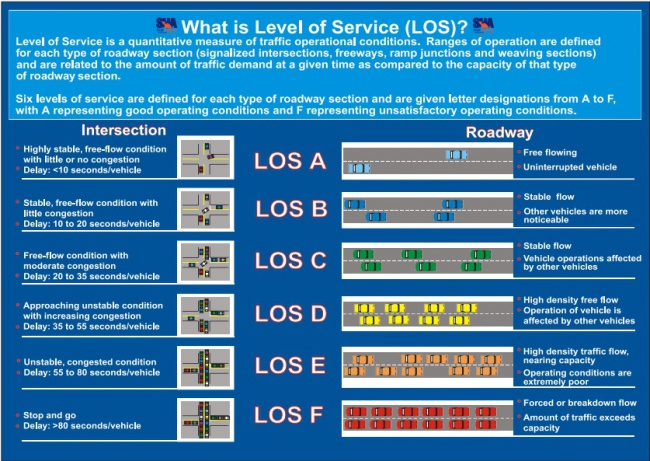 What is Level of Service (LOS)?
Level of Service is a quantitative measure of traffic operational conditions. Ranges of operation are defined
for each type of roadway section (signalized intersections, freeways, ramp junctions and weaving sections)
and are related to the amount of traffic demand at a given time as compared to the capacity of that type
of roadway section.
Six levels of service are defined for each type of roadway section and are given letter designations from A to F,
with A representing good operating conditions and F representing unsatisfactory operating conditions.
Intersection
Roadway
Highly stable, free-flow condition
with little or no congestion
Delay: <10 seconds/vehicle
LOS A
Free flowing
Uninterrupted vehicle
Stable, free-flow condition with
little congestion
Delay: 10 to 20 seconds/vehicle
LOS B
Stable flow
Other vehicles are more
noticeable
Free-flow condition with
moderate congestion
Delay: 20 to 35 seconds/vehicle
LOS C
Stable flow
Vehicle operations affected
by other vehicles
Approaching unstable condition
with increasing congestion
Delay: 35 to 55 seconds/vehicle
LOS D
High density free flow
Operation of vehicle is
affected by other vehicles
Unstable, congested condition
Delay: 55 to 80 seconds/vehicle
LOS E
High density traffic flow,
nearing capacity
Operating conditions are
extremely poor
Stop and go
Delay: >80 seconds/vehicle
LOS F
Forced or breakdown flow
Amount of traffic exceeds
capacity